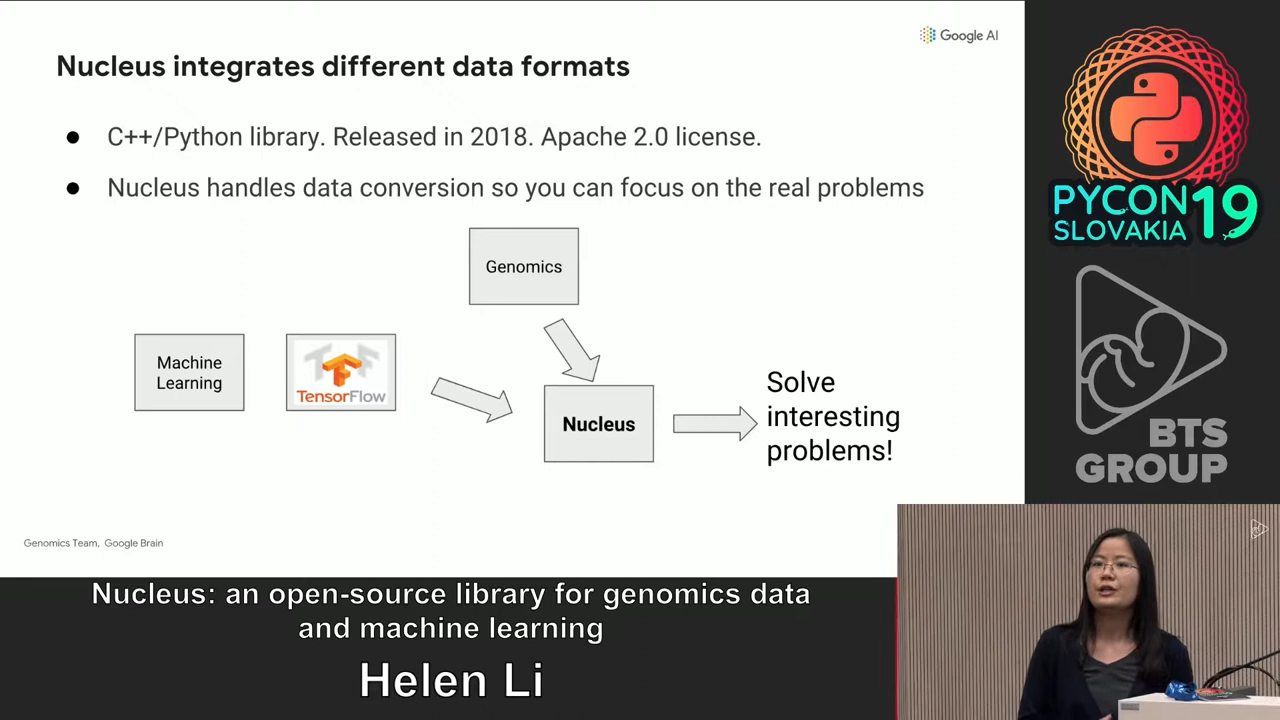 Google AI
Nucleus integrates different data formats
● C++/Python library. Released in 2018. Apache 2.0 license.
● Nucleus handles data conversion so you can focus on the real problems
Genomics
Machine
Learning
TensorFlow
Nucleus
Solve
interesting
problems!
Genomics Team, Google Brain
PYCON
SLOVAKIA
19
BTS
GROUP
Nucleus: an open-source library for genomics data
and machine learning
Helen Li